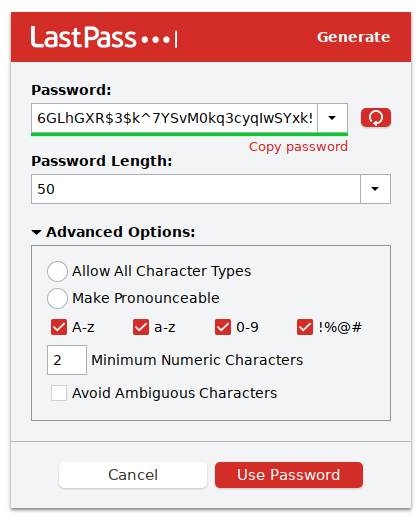 LastPass
Generate
Password:
6GLhGXR$3$k^7YSvM0kq3cyqIwSYxk!
Copy password
Password Length:
50
Advanced Options:
Allow All Character Types
Make Pronounceable
A-z a-z 0-9 !%@#
2 Minimum Numeric Characters
Avoid Ambiguous Characters
Cancel Use Password